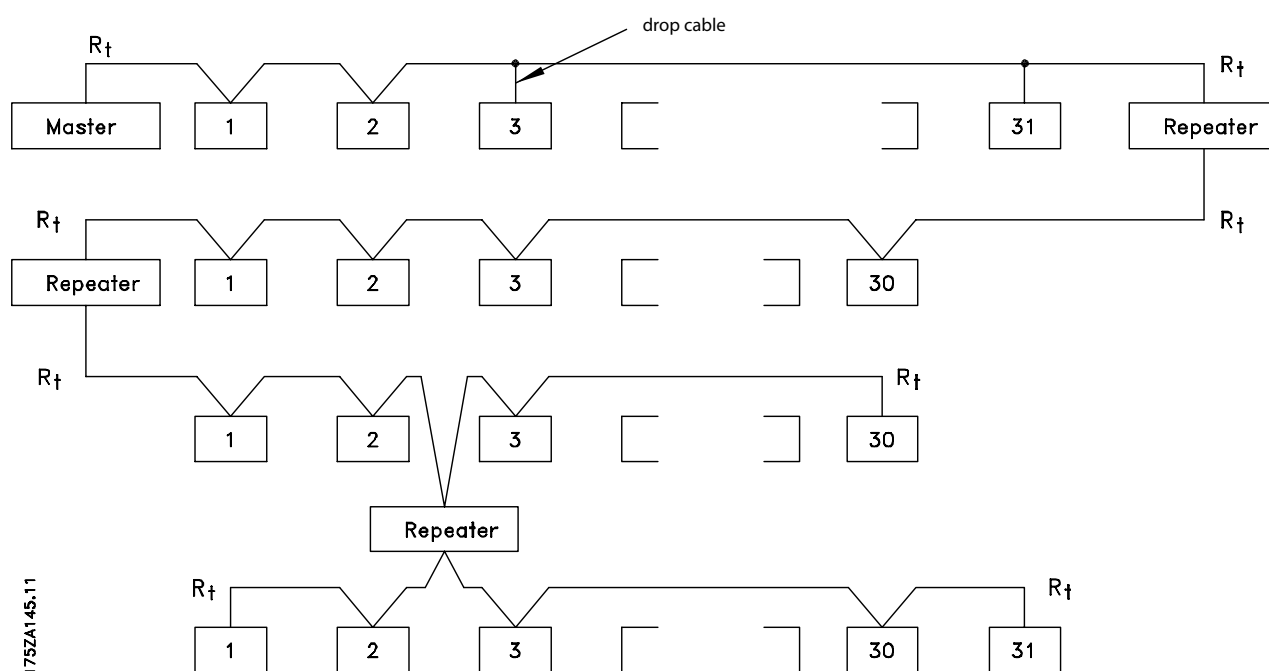 drop cable
Rt Rt
Master 1 2 3 31 Repeater
Rt Rt
Repeater 1 2 3 30
Rt Rt
1 2 3 30
Repeater
Rt Rt
1 2 3 30 31
175ZA145.11